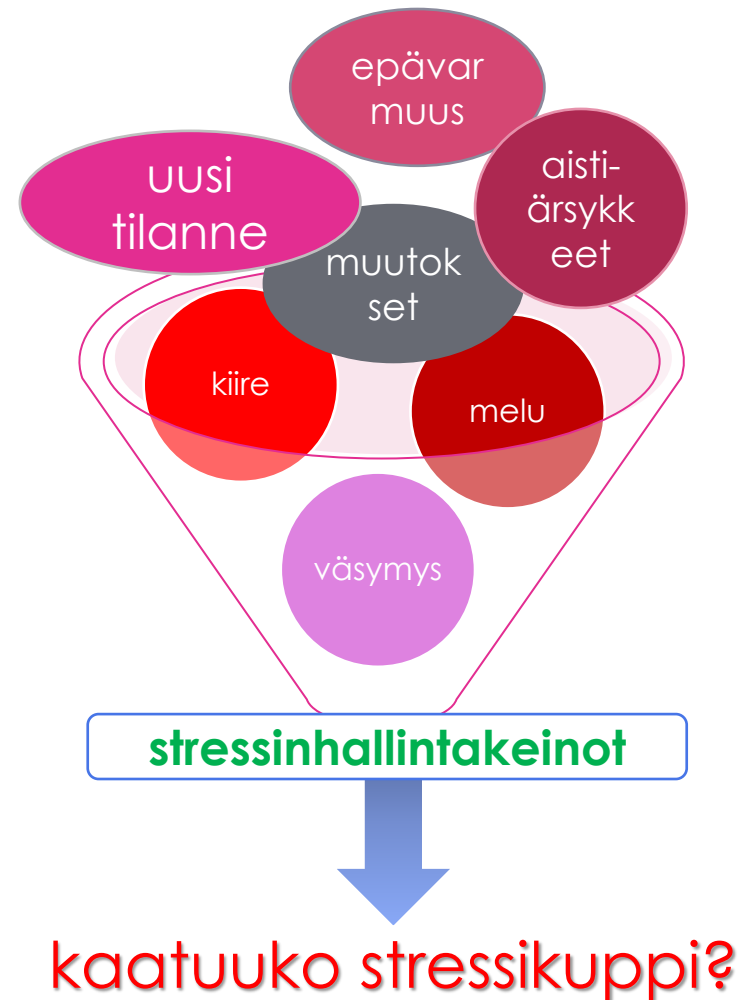 epävar
muus
uusi
tilanne
aisti-
ärsykk
eet
muutok
set
kiire
melu
väsymys
stressinhallintakeinot
kaatuuko stressikuppi?